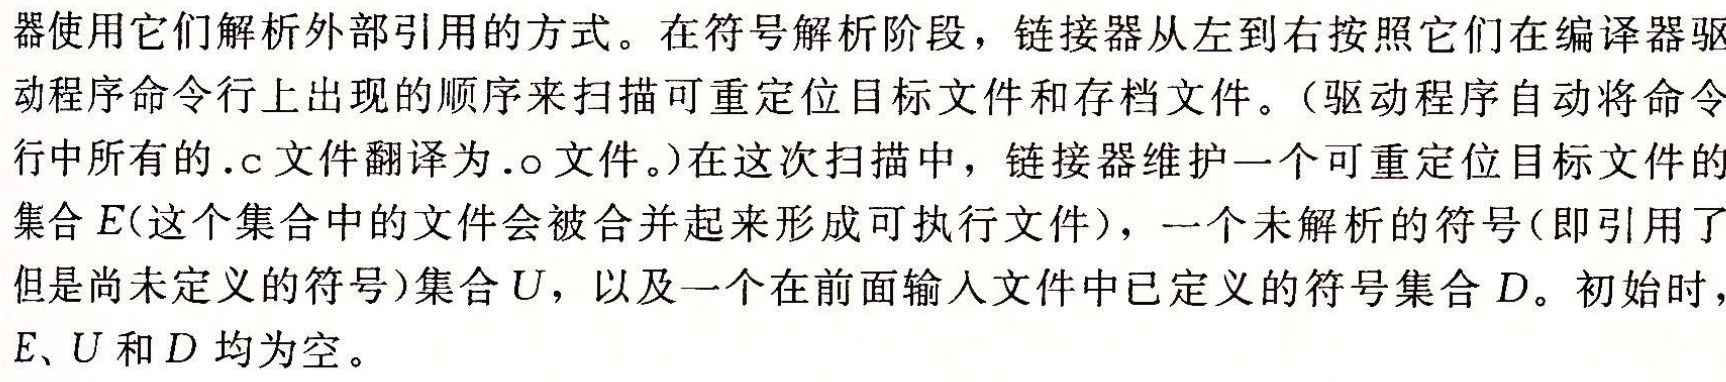 器使用它们解析外部引用的方式。在符号解析阶段，链接器从左到右按照它们在编译器驱
动程序命令行上出现的顺序来扫描可重定位目标文件和存档文件。（驱动程序自动将命令
行中所有的.c文件翻译为.o文件。）在这次扫描中，链接器维护一个可重定位目标文件的
集合E(这个集合中的文件会被合并起来形成可执行文件)，一个未解析的符号(即引用了
但是尚未定义的符号)集合U，以及一个在前面输入文件中已定义的符号集合D。初始时，
E、U和D均为空。